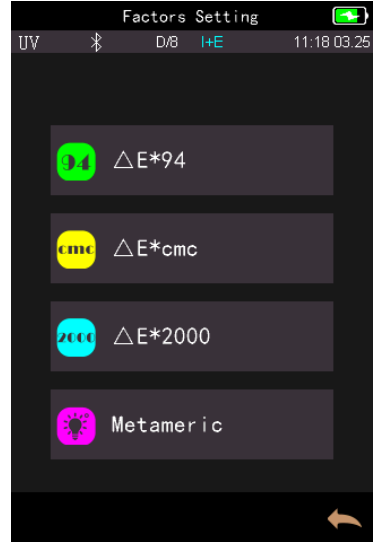 Factors Setting
UV D/8 I+E 11:18 03.25
94 △E*94
cmc △E*cmc
2000 △E*2000
Metameric